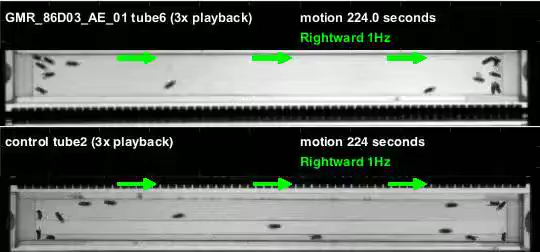 GMR_86D03_AE_01 tube6 (3x playback) motion 224.0 seconds
Rightward 1Hz
control tube2 (3x playback) motion 224 seconds
Rightward 1Hz